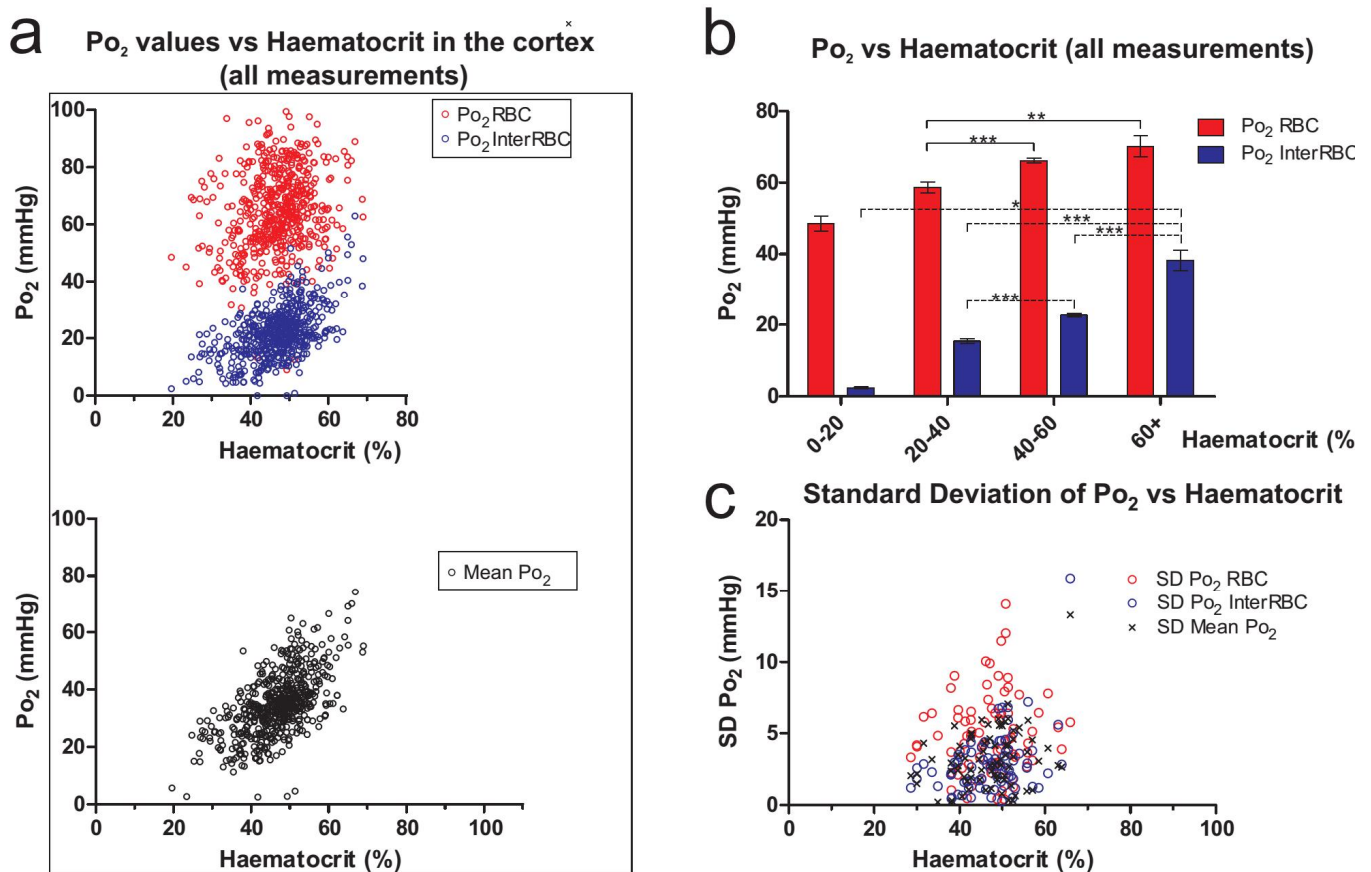 a
×
Po₂ values vs Haematocrit in the cortex
(all measurements)
Po₂ RBC
Po₂ InterRBC
100
80
60
40
20
0
Po₂ (mmHg)
0 20 40 60 80
Haematocrit (%)
100
80
60
40
20
0
Po₂ (mmHg)
Mean Po₂
0 20 40 60 80 100
Haematocrit (%)
b
Po₂ vs Haematocrit (all measurements)
80
60
40
20
0
Po₂ (mmHg)
**
***
*
***
***
***
Po₂ RBC
Po₂ InterRBC
0-20 20-40 40-60 60+
Haematocrit (%
c
Standard Deviation of Po₂ vs Haematocrit
20
15
10
5
0
SD Po₂ (mmHg)
SD Po₂ RBC
SD Po₂ InterRBC
SD Mean Po₂
0 20 40 60 80 100
Haematocrit (%)